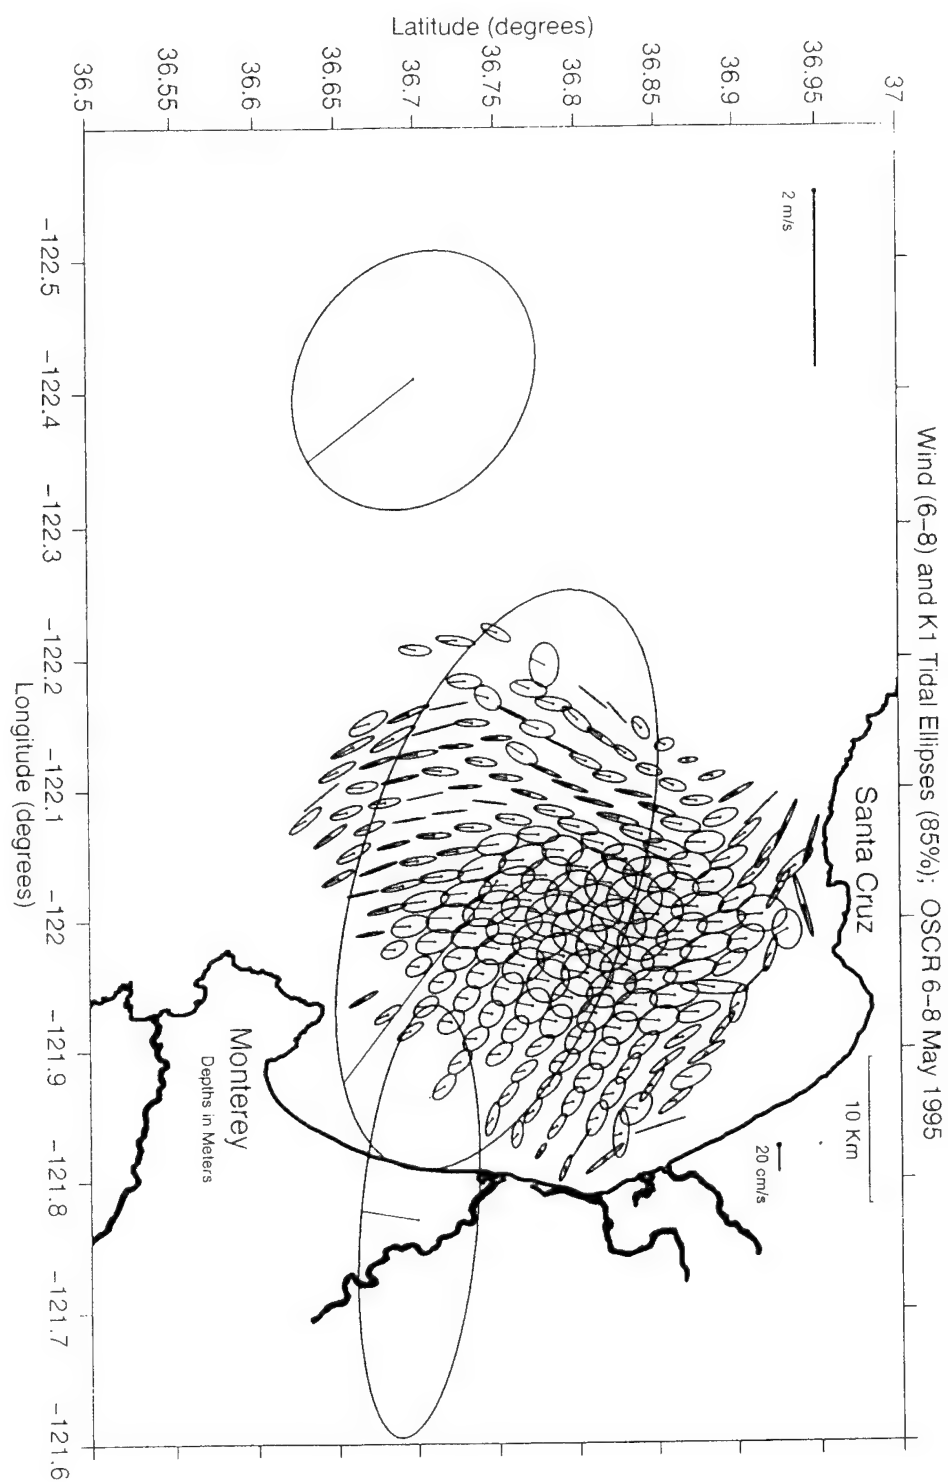 Wind (6–8) and K1 Tidal Ellipses (85%); OSCR 6–8 May 1995
37
36.95
36.9
36.85
36.8
36.75
36.7
36.65
36.6
36.55
36.5
Latitude (degrees)
2 m/s
Santa Cruz
10 Km
20 cm/s
Monterey
Depths in Meters
−122.5
−122.4
−122.3
−122.2
−122.1
−122
−121.9
−121.8
−121.7
−121.6
Longitude (degrees)